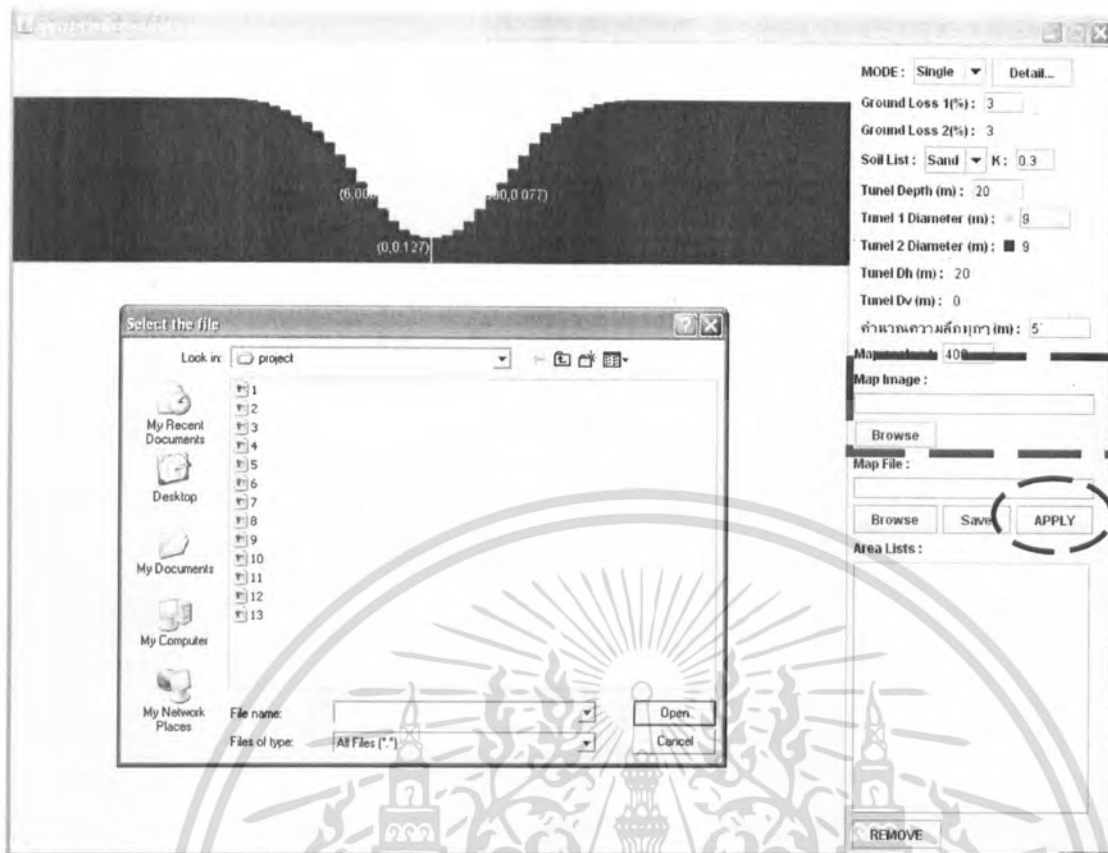 MODE : Single Detail...
Ground Loss 1(%) : 3
Ground Loss 2(%) : 3
Soil List : Sand K : 0.3
Tunel Depth (m) : 20
Tunel 1 Diameter (m) : 9
Tunel 2 Diameter (m) : 9
Tunel Dh (m) : 20
Tunel Dv (m) : 0
คำนวณความลึกทุกๆ (m) : 5
400
Map Image :
Browse
Map File :
Browse Save APPLY
Area Lists :
REMOVE
(0,0.127)
Select the file
Look in: project
My Recent Documents
Desktop
My Documents
My Computer
My Network Places
1
2
3
4
5
6
7
8
9
10
11
12
13
File name: Open
Files of type: All Files (*.*) Cancel